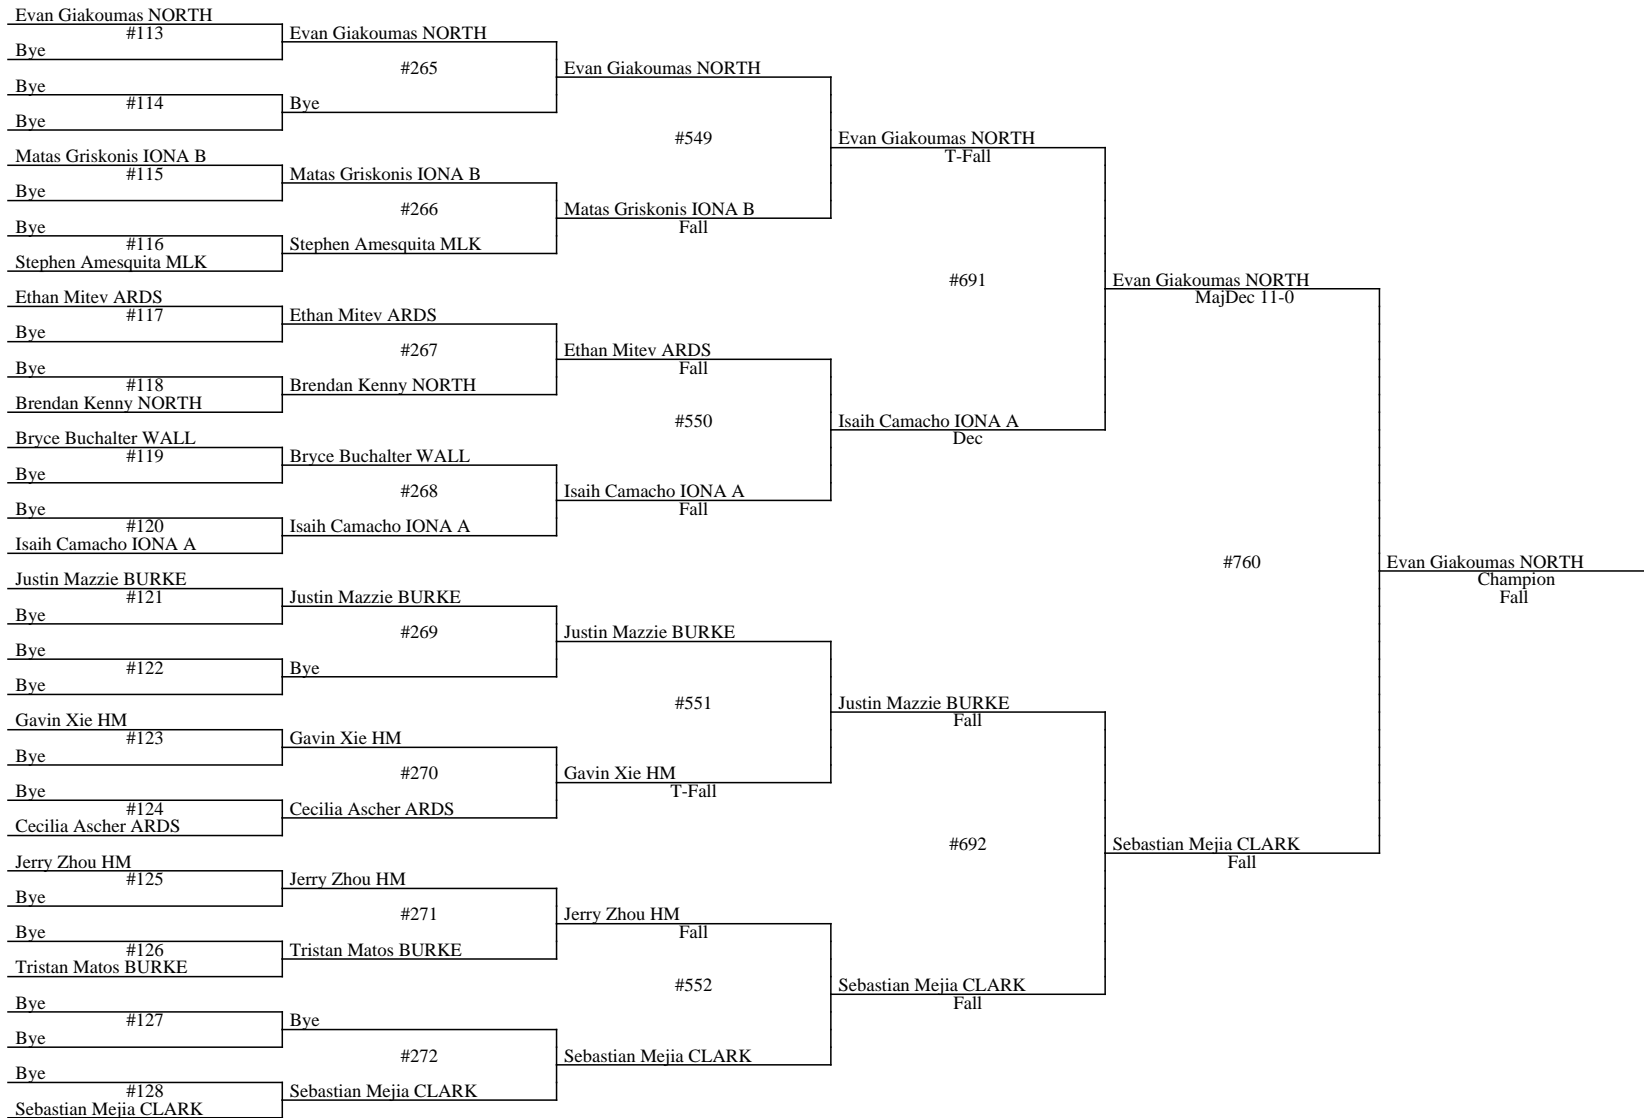 Evan Giakoumas NORTH
#113
Bye
Evan Giakoumas NORTH
#265
Bye
#114
Bye
Bye
Evan Giakoumas NORTH
#549
Matas Griskonis IONA B
#115
Bye
Matas Griskonis IONA B
#266
Bye
#116
Stephen Amesquita MLK
Stephen Amesquita MLK
Matas Griskonis IONA B
Fall
Evan Giakoumas NORTH
T-Fall
#691
Ethan Mitev ARDS
#117
Bye
Ethan Mitev ARDS
#267
Bye
#118
Brendan Kenny NORTH
Brendan Kenny NORTH
Ethan Mitev ARDS
Fall
#550
Bryce Buchalter WALL
#119
Bye
Bryce Buchalter WALL
#268
Bye
#120
Isaih Camacho IONA A
Isaih Camacho IONA A
Isaih Camacho IONA A
Fall
Isaih Camacho IONA A
Dec
Evan Giakoumas NORTH
MajDec 11-0
#760
Justin Mazzie BURKE
#121
Bye
Justin Mazzie BURKE
#269
Bye
#122
Bye
Bye
Justin Mazzie BURKE
#551
Gavin Xie HM
#123
Bye
Gavin Xie HM
#270
Bye
#124
Cecilia Ascher ARDS
Cecilia Ascher ARDS
Gavin Xie HM
T-Fall
Justin Mazzie BURKE
Fall
#692
Jerry Zhou HM
#125
Bye
Jerry Zhou HM
#271
Bye
#126
Tristan Matos BURKE
Tristan Matos BURKE
Jerry Zhou HM
Fall
#552
Bye
#127
Bye
Bye
#272
Bye
#128
Sebastian Mejia CLARK
Sebastian Mejia CLARK
Sebastian Mejia CLARK
Sebastian Mejia CLARK
Fall
Sebastian Mejia CLARK
Fall
Evan Giakoumas NORTH
Champion
Fall